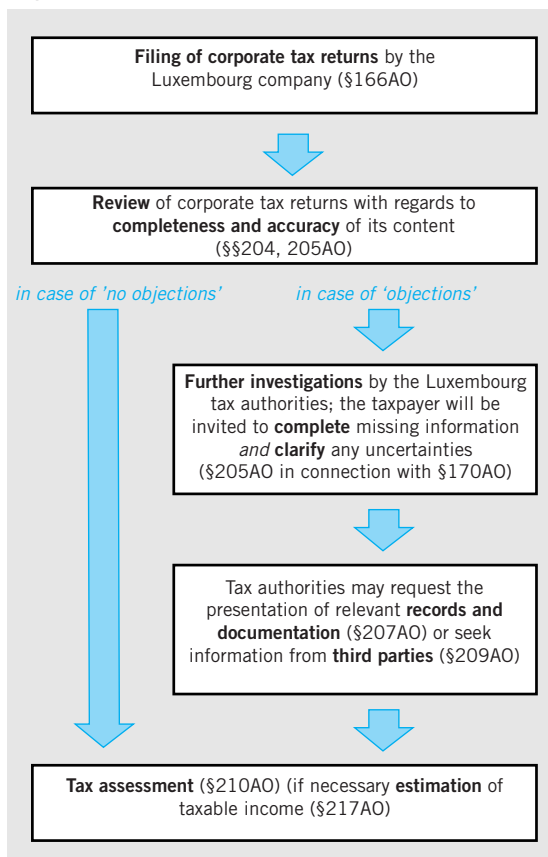 Filing of corporate tax returns by the
Luxembourg company (§166AO)
Review of corporate tax returns with regards to
completeness and accuracy of its content
(§§204, 205AO)
in case of 'no objections'
in case of ‘objections’
Further investigations by the Luxembourg
tax authorities; the taxpayer will be
invited to complete missing information
and clarify any uncertainties
(§205AO in connection with §170AO)
Tax authorities may request the
presentation of relevant records and
documentation (§207AO) or seek
information from third parties (§209AO)
Tax assessment (§210AO) (if necessary estimation of
taxable income (§217AO)